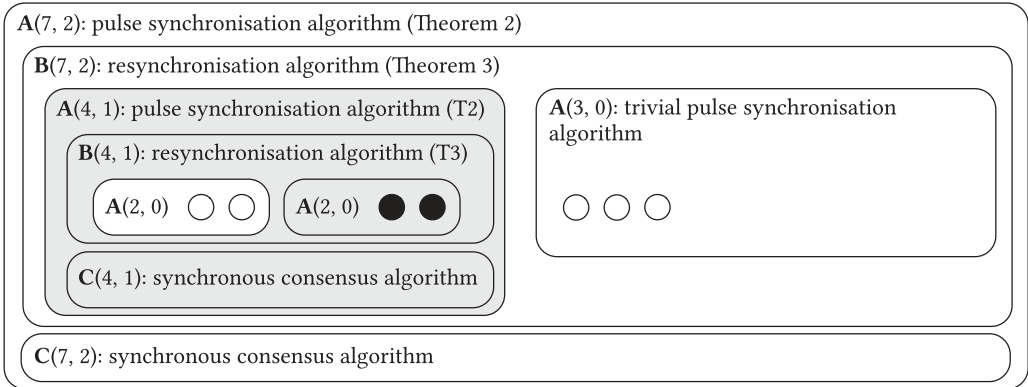 A(7, 2): pulse synchronisation algorithm (Theorem 2)
B(7, 2): resynchronisation algorithm (Theorem 3)
A(4, 1): pulse synchronisation algorithm (T2)
B(4, 1): resynchronisation algorithm (T3)
A(2, 0)
A(2, 0)
C(4, 1): synchronous consensus algorithm
A(3, 0): trivial pulse synchronisation
algorithm
C(7, 2): synchronous consensus algorithm